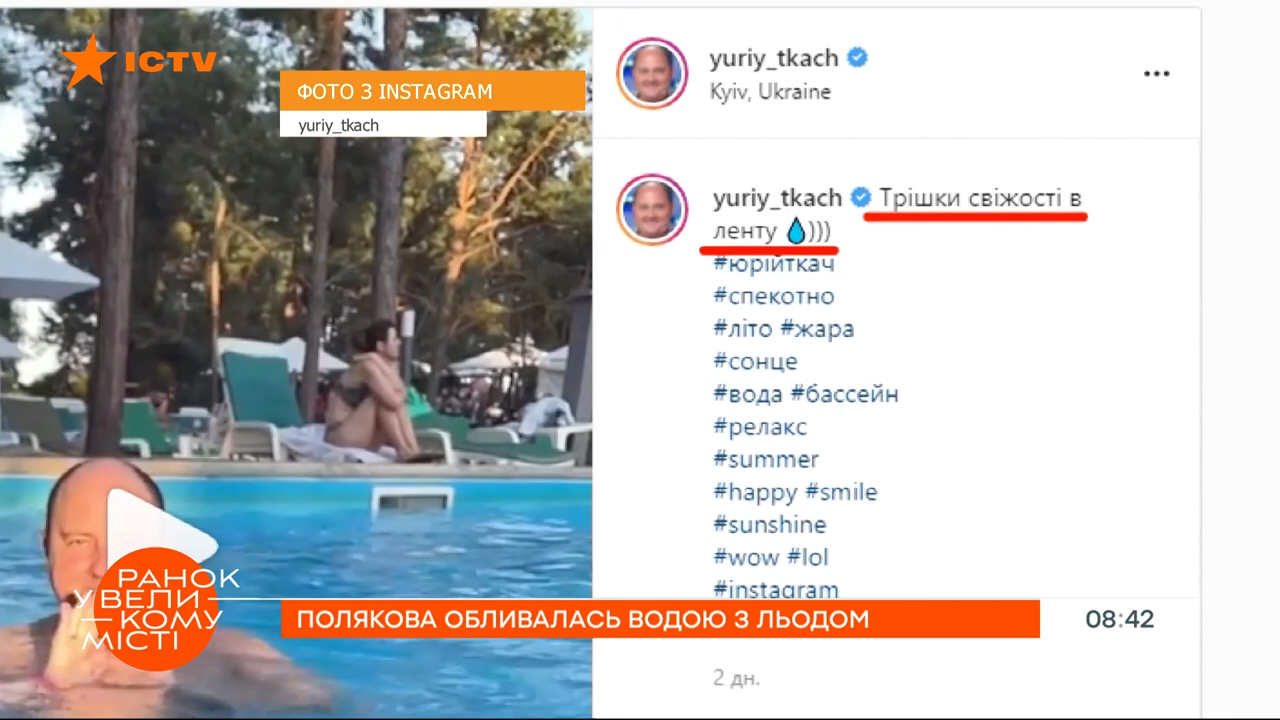 ICTV
ФОТО З INSTAGRAM
yuriy_tkach
yuriy_tkach
Kyiv, Ukraine
yuriy_tkach Трішки свіжості в
ленту 💧)))
#юрійткач
#спекотно
#літо #жара
#сонце
#вода #бассейн
#релакс
#summer
#happy #smile
#sunshine
#wow #lol
#instagram
2 дн.
РАНОК
У ВЕЛИ
КОМУ
МІСТІ
ПОЛЯКОВА ОБЛИВАЛАСЬ ВОДОЮ З ЛЬОДОМ
08:42